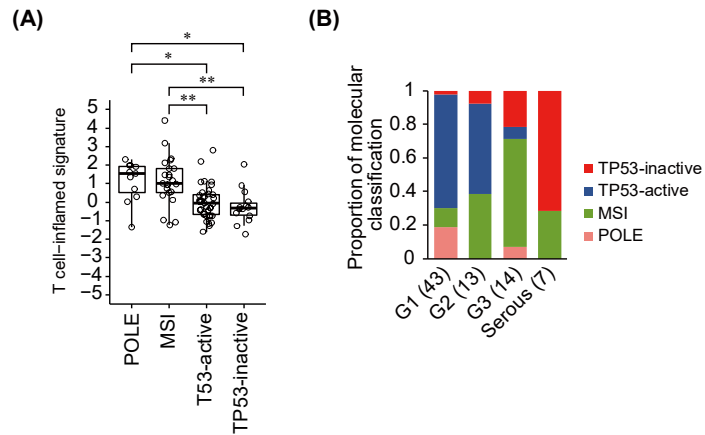 (A)
(B)
*
*
**
**
T cell–inflamed signature
5
4
3
2
1
0
−1
−2
−3
−4
−5
POLE
MSI
T53-active
TP53-inactive
Proportion of molecular
classification
1
0.8
0.6
0.4
0.2
0
G1 (43)
G2 (13)
G3 (14)
Serous (7)
TP53-inactive
TP53-active
MSI
POLE